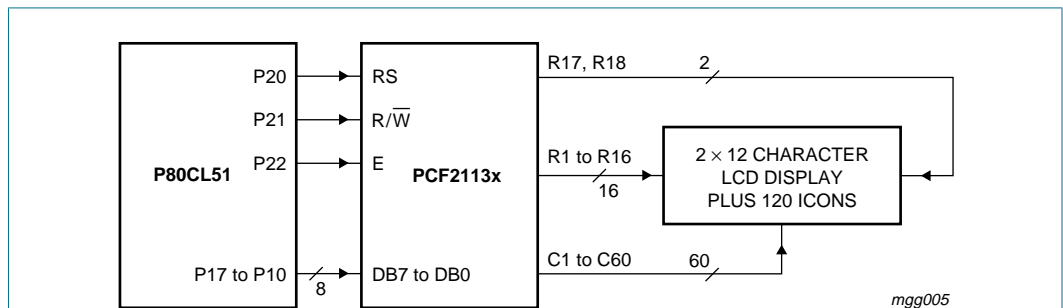 P20
RS
P21
R/W̅
P22
E
P80CL51
PCF2113x
P17 to P10
8
DB7 to DB0
R17, R18
2
R1 to R16
16
C1 to C60
60
2 × 12 CHARACTER
LCD DISPLAY
PLUS 120 ICONS
mgg005